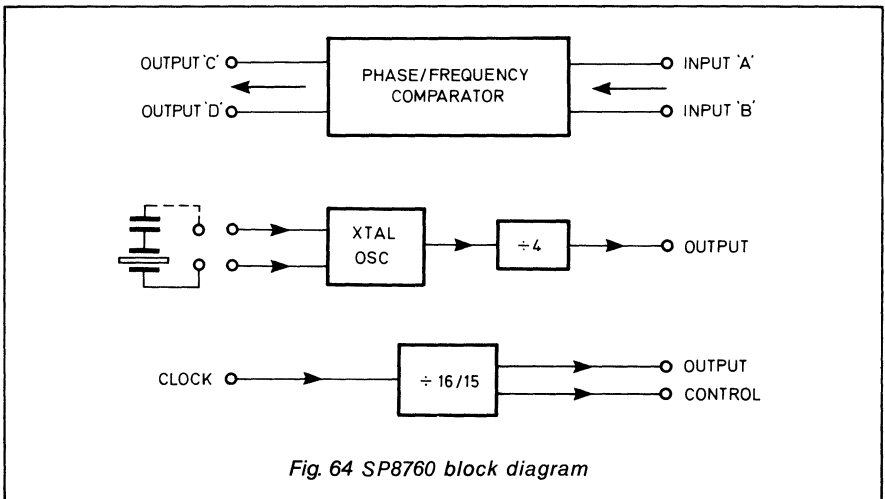 OUTPUT 'C'
PHASE/FREQUENCY
COMPARATOR
INPUT 'A'
OUTPUT 'D'
INPUT 'B'
XTAL
OSC
÷4
OUTPUT
CLOCK
÷ 16/15
OUTPUT
CONTROL
Fig. 64 SP8760 block diagram